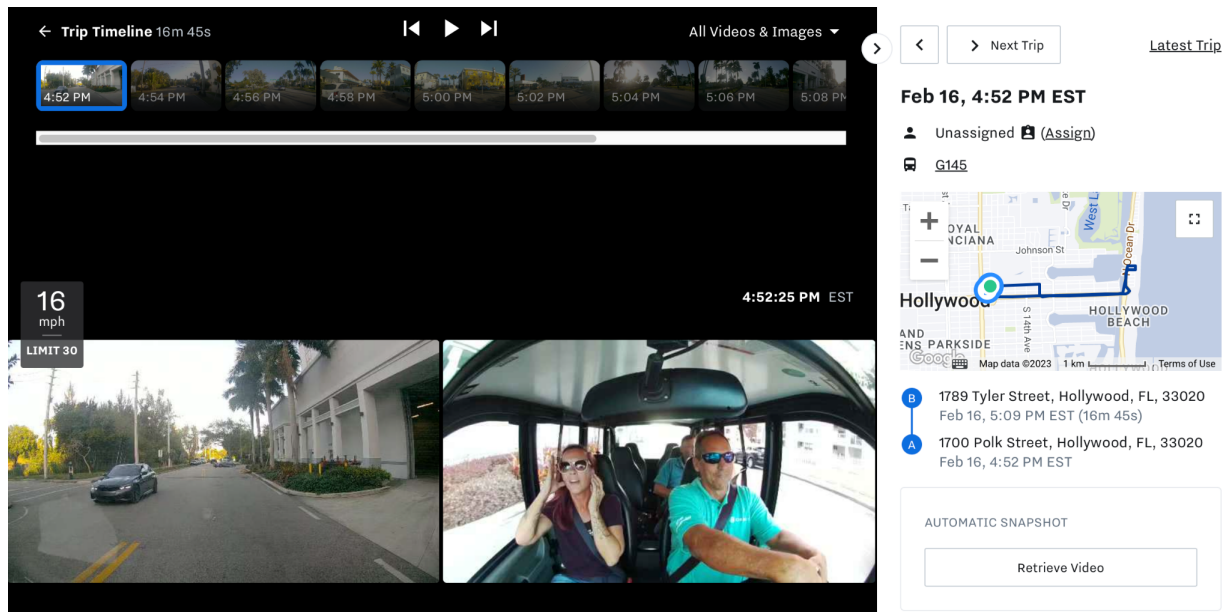 Trip Timeline 16m 45s
All Videos & Images
4:52 PM
4:54 PM
4:56 PM
4:58 PM
5:00 PM
5:02 PM
5:04 PM
5:06 PM
16
mph
LIMIT 30
4:52:25 PM EST
Next Trip
Latest Trip
Feb 16, 4:52 PM EST
Unassigned (Assign)
G145
West L
Johnson St
N Ocean Dr
Hollywood
S 14th Ave
HOLLYWOOD
BEACH
PARKSIDE
Google
Map data ©2023
1 km
Terms of Use
B
1789 Tyler Street, Hollywood, FL, 33020
Feb 16, 5:09 PM EST (16m 45s)
A
1700 Polk Street, Hollywood, FL, 33020
Feb 16, 4:52 PM EST
AUTOMATIC SNAPSHOT
Retrieve Video